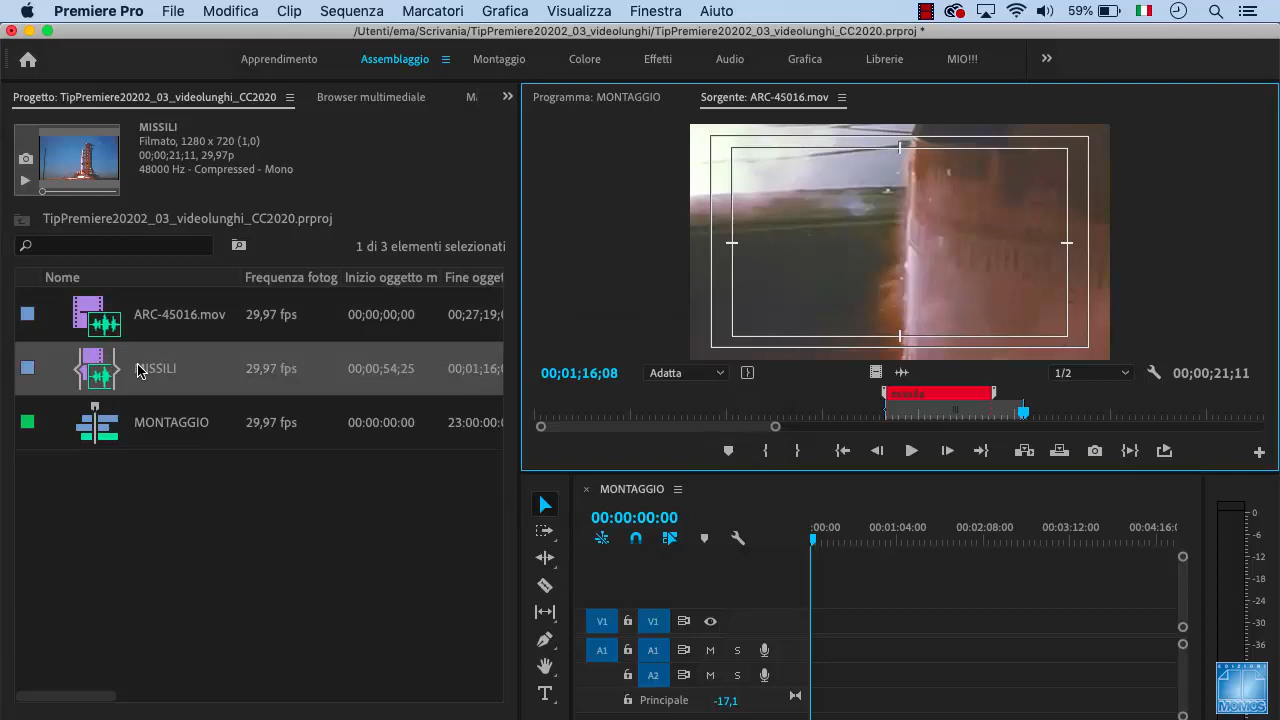 Premiere Pro File Modifica Clip Sequenza Marcatori Grafica Visualizza Finestra Aiuto 59%
/Utenti/ema/Scrivania/TipPremiere20202_03_videolunghi/TipPremiere20202_03_videolunghi_CC2020.prproj *
Apprendimento Assemblaggio Montaggio Colore Effetti Audio Grafica Librerie MIO!!!
Progetto: TipPremiere20202_03_videolunghi_CC2020 Browser multimediale
Programma: MONTAGGIO Sorgente: ARC-45016.mov
MISSILI
Filmato, 1280 x 720 (1,0)
00;00;21;11, 29,97p
48000 Hz - Compressed - Mono
TipPremiere20202_03_videolunghi_CC2020.prproj
1 di 3 elementi selezionati
Nome Frequenza fotog Inizio oggetto m Fine ogget
ARC-45016.mov 29,97 fps 00;00;00;00 00;27;19;
MISSILI 29,97 fps 00;00;54;25 00;01;16;
MONTAGGIO 29,97 fps 00:00:00:00 23:00:00:
00;01;16;08 Adatta 1/2 00;00;21;11
MONTAGGIO
00:00:00:00
:00:00 00:01:04:00 00:02:08:00 00:03:12:00 00:04:16:
V1 V1
A1 A1 M S
A2 M S
Principale -17,1
0
-6
-12
-18
-24
-30
-36
EDIZIONI
MOMOS